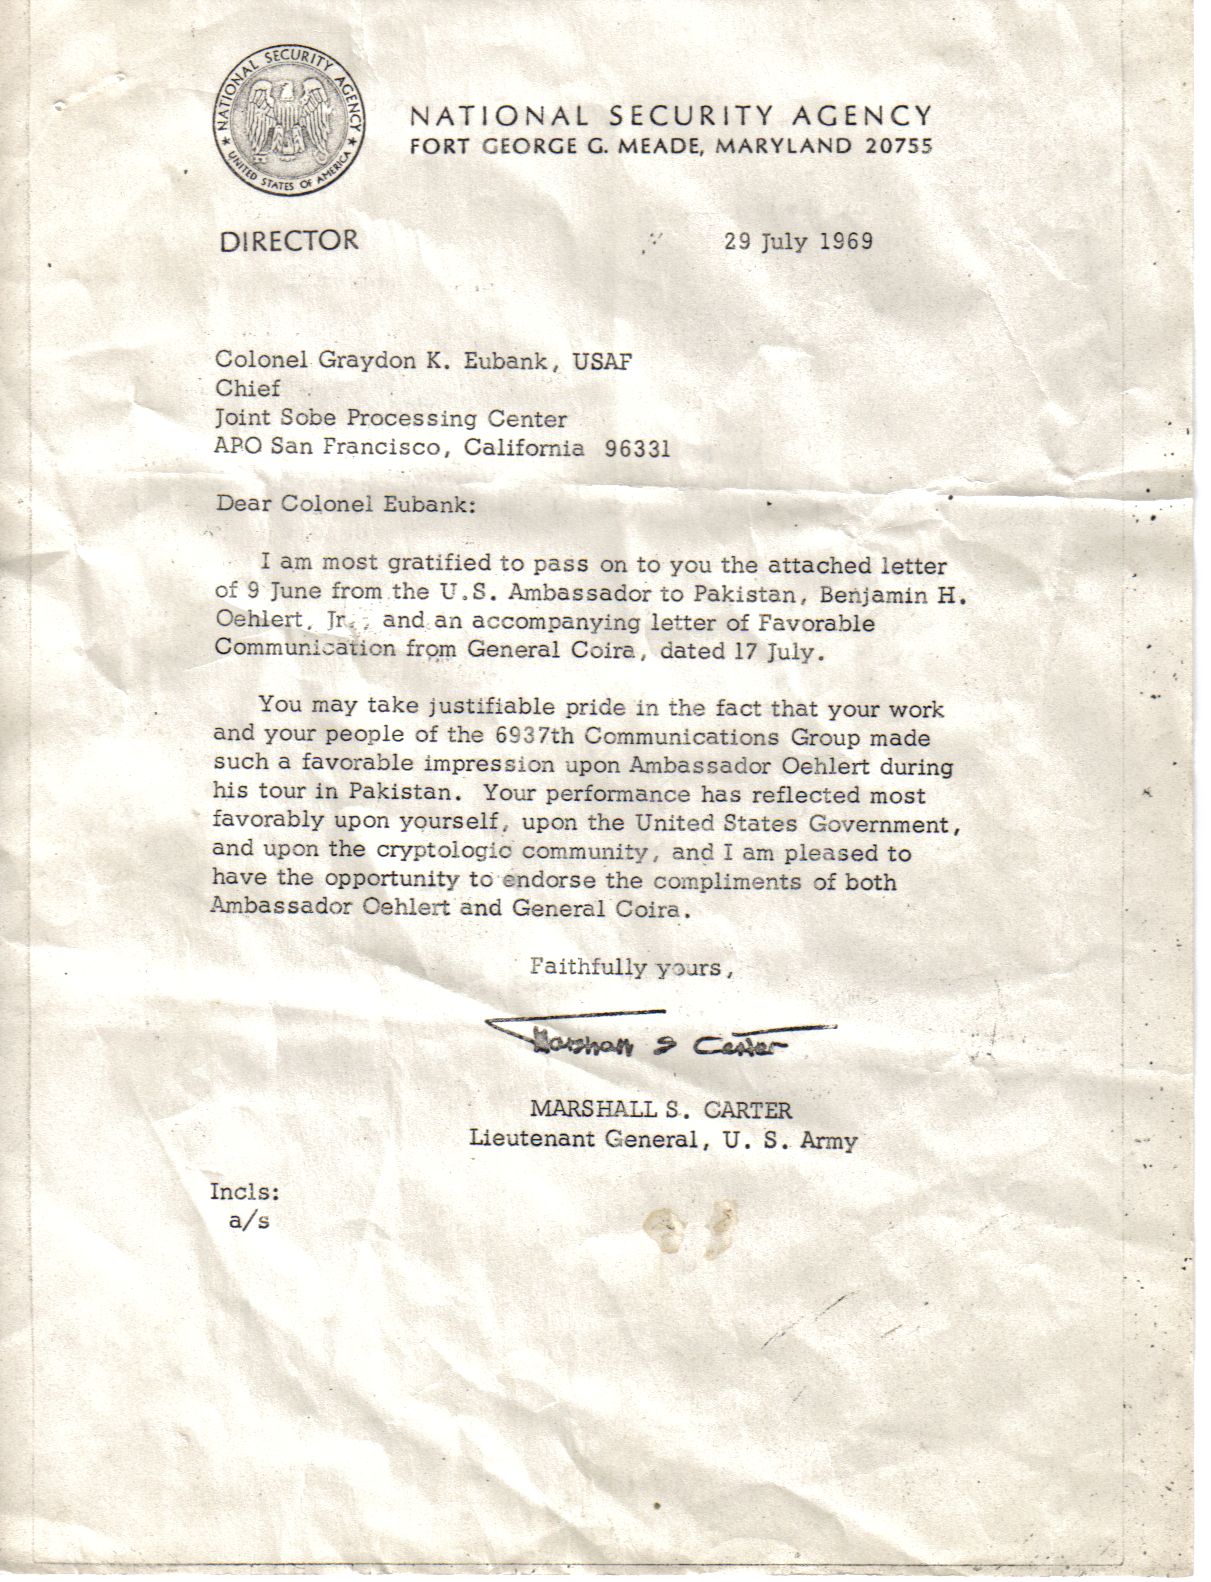 NATIONAL SECURITY AGENCY
UNITED STATES OF AMERICA
NATIONAL SECURITY AGENCY
FORT GEORGE G. MEADE, MARYLAND 20755
DIRECTOR
29 July 1969
Colonel Graydon K. Eubank, USAF
Chief
Joint Sobe Processing Center
APO San Francisco, California 96331
Dear Colonel Eubank:
I am most gratified to pass on to you the attached letter
of 9 June from the U.S. Ambassador to Pakistan, Benjamin H.
Oehlert, Jr., and an accompanying letter of Favorable
Communication from General Coira, dated 17 July.
You may take justifiable pride in the fact that your work
and your people of the 6937th Communications Group made
such a favorable impression upon Ambassador Oehlert during
his tour in Pakistan. Your performance has reflected most
favorably upon yourself, upon the United States Government,
and upon the cryptologic community, and I am pleased to
have the opportunity to endorse the compliments of both
Ambassador Oehlert and General Coira.
Faithfully yours,
Marshall S Carter
MARSHALL S. CARTER
Lieutenant General, U. S. Army
Incls:
a/s